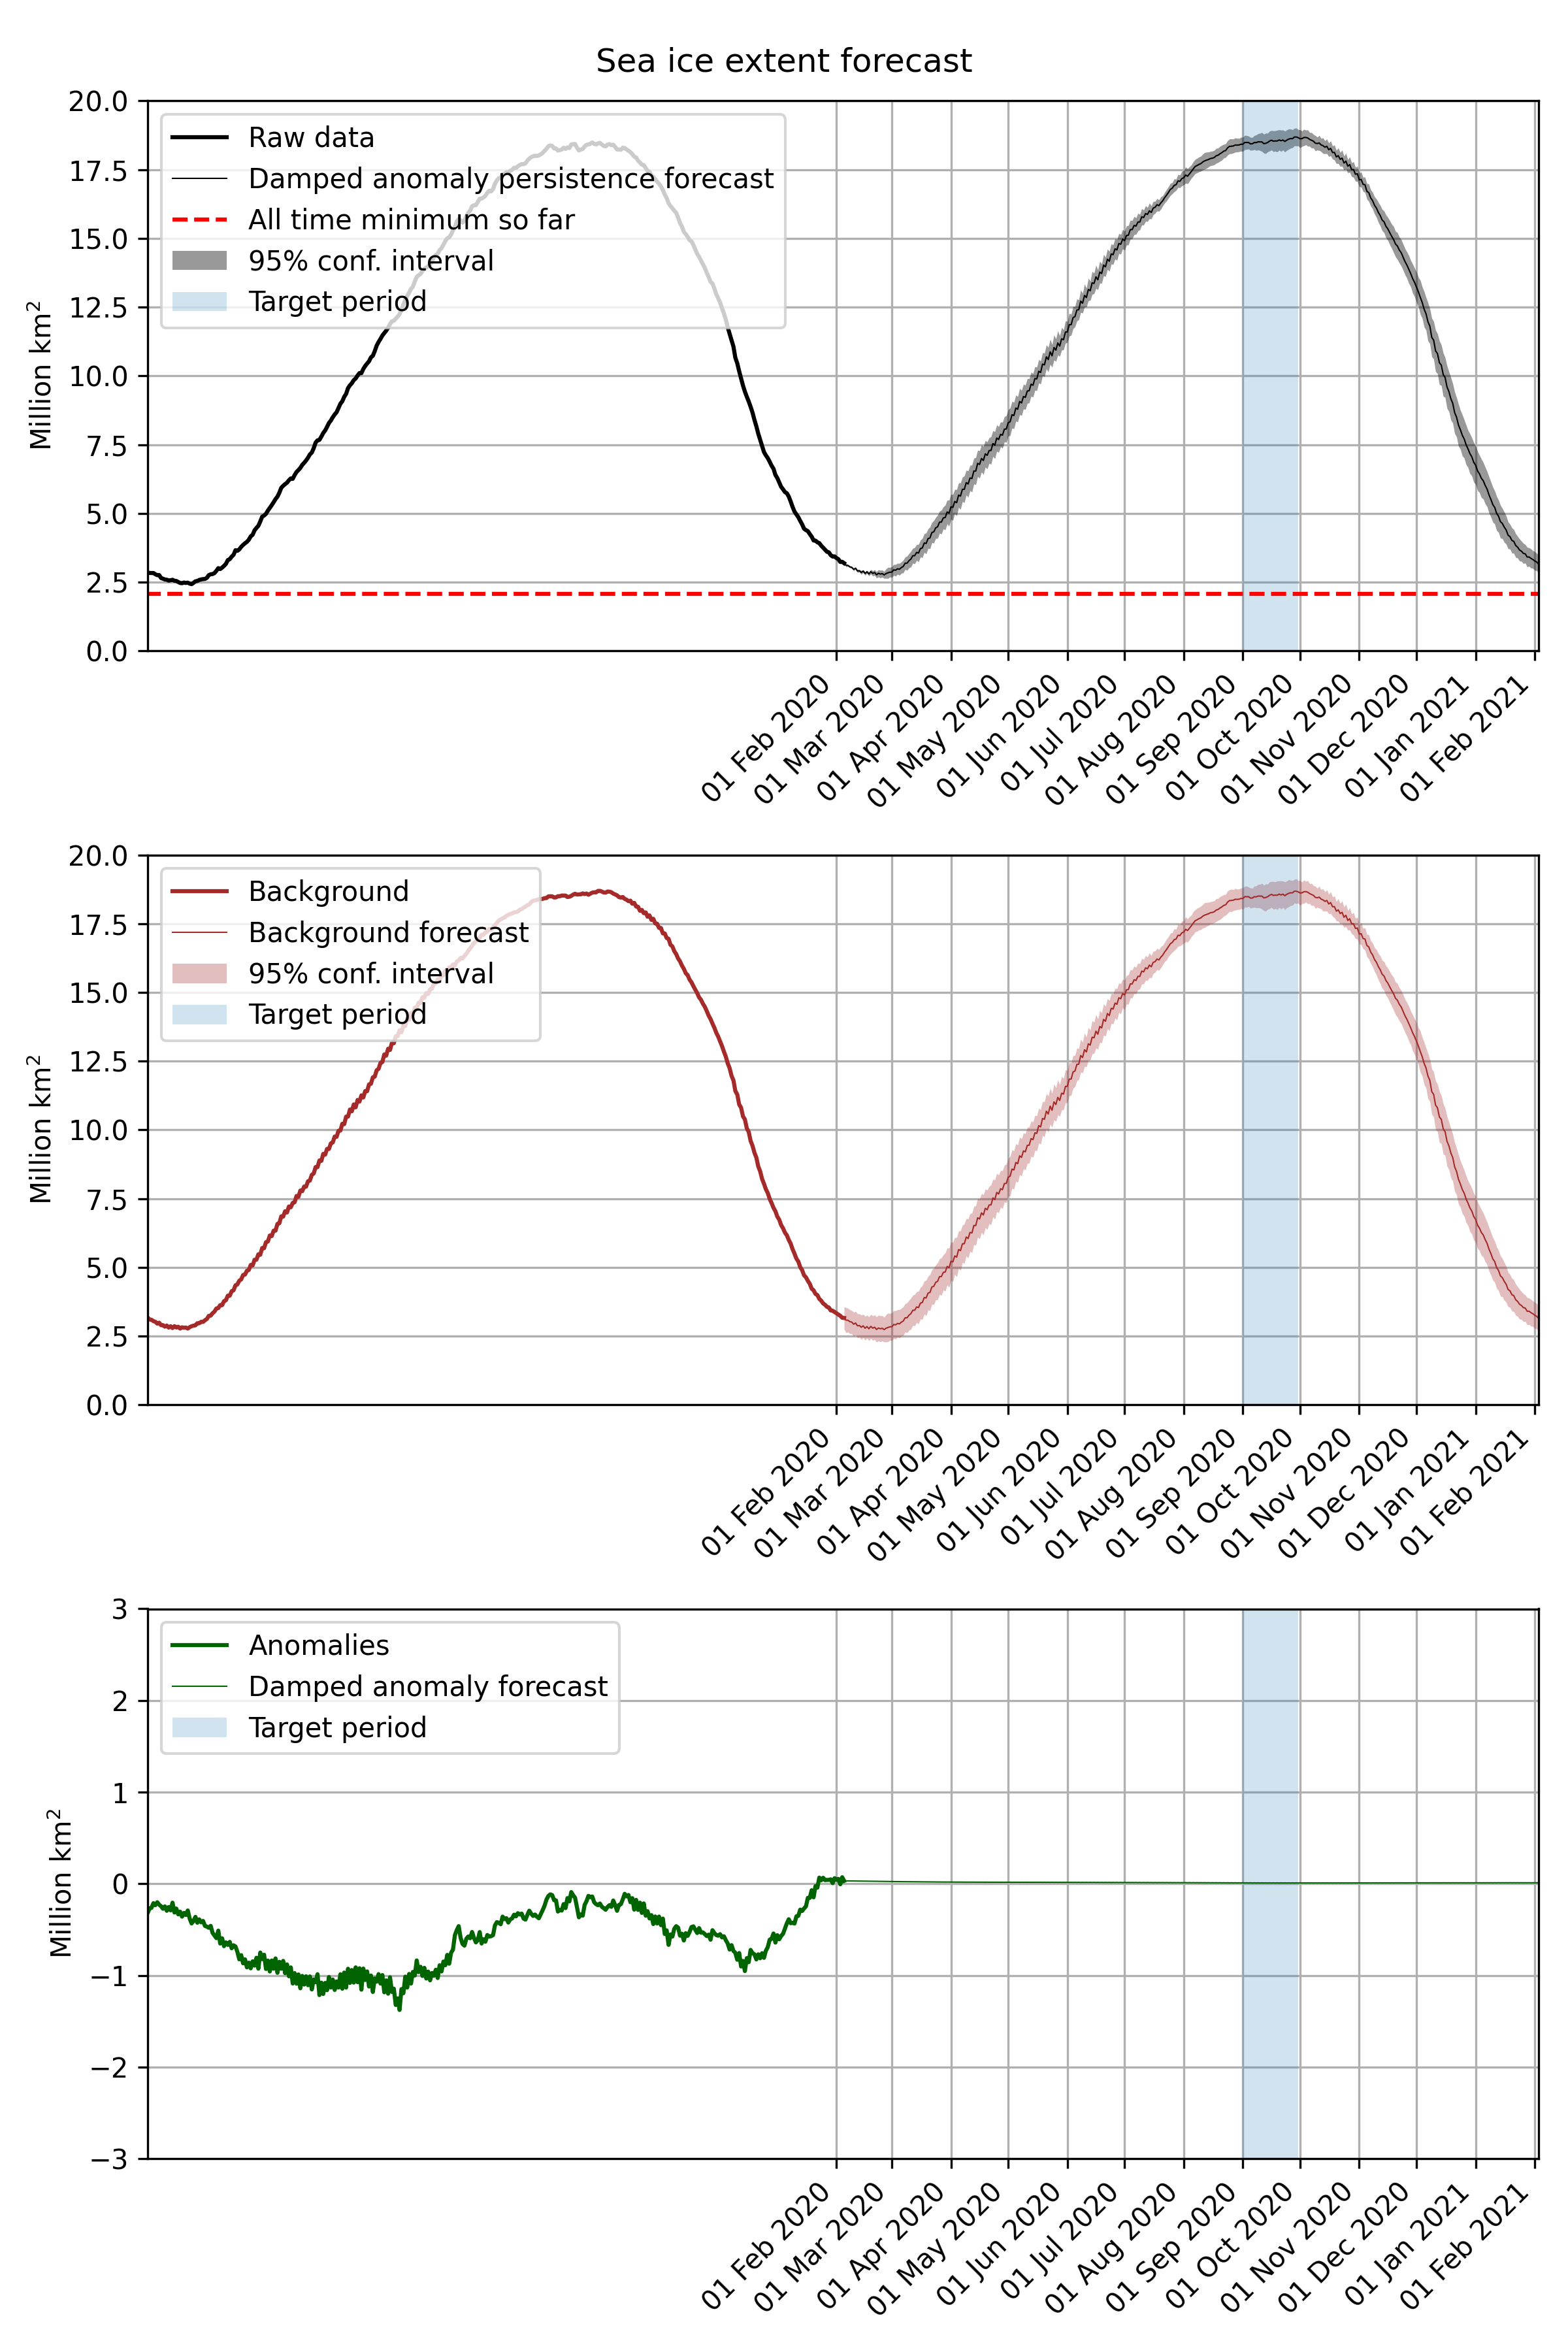 Sea ice extent forecast
20.0
17.5
15.0
12.5
10.0
7.5
5.0
2.5
0.0
Million km²
Raw data
Damped anomaly persistence forecast
All time minimum so far
95% conf. interval
Target period
01 Feb 2020
01 Mar 2020
01 Apr 2020
01 May 2020
01 Jun 2020
01 Jul 2020
01 Aug 2020
01 Sep 2020
01 Oct 2020
01 Nov 2020
01 Dec 2020
01 Jan 2021
01 Feb 2021
20.0
17.5
15.0
12.5
10.0
7.5
5.0
2.5
0.0
Million km²
Background
Background forecast
95% conf. interval
Target period
01 Feb 2020
01 Mar 2020
01 Apr 2020
01 May 2020
01 Jun 2020
01 Jul 2020
01 Aug 2020
01 Sep 2020
01 Oct 2020
01 Nov 2020
01 Dec 2020
01 Jan 2021
01 Feb 2021
3
2
1
0
−1
−2
−3
Million km²
Anomalies
Damped anomaly forecast
Target period
01 Feb 2020
01 Mar 2020
01 Apr 2020
01 May 2020
01 Jun 2020
01 Jul 2020
01 Aug 2020
01 Sep 2020
01 Oct 2020
01 Nov 2020
01 Dec 2020
01 Jan 2021
01 Feb 2021